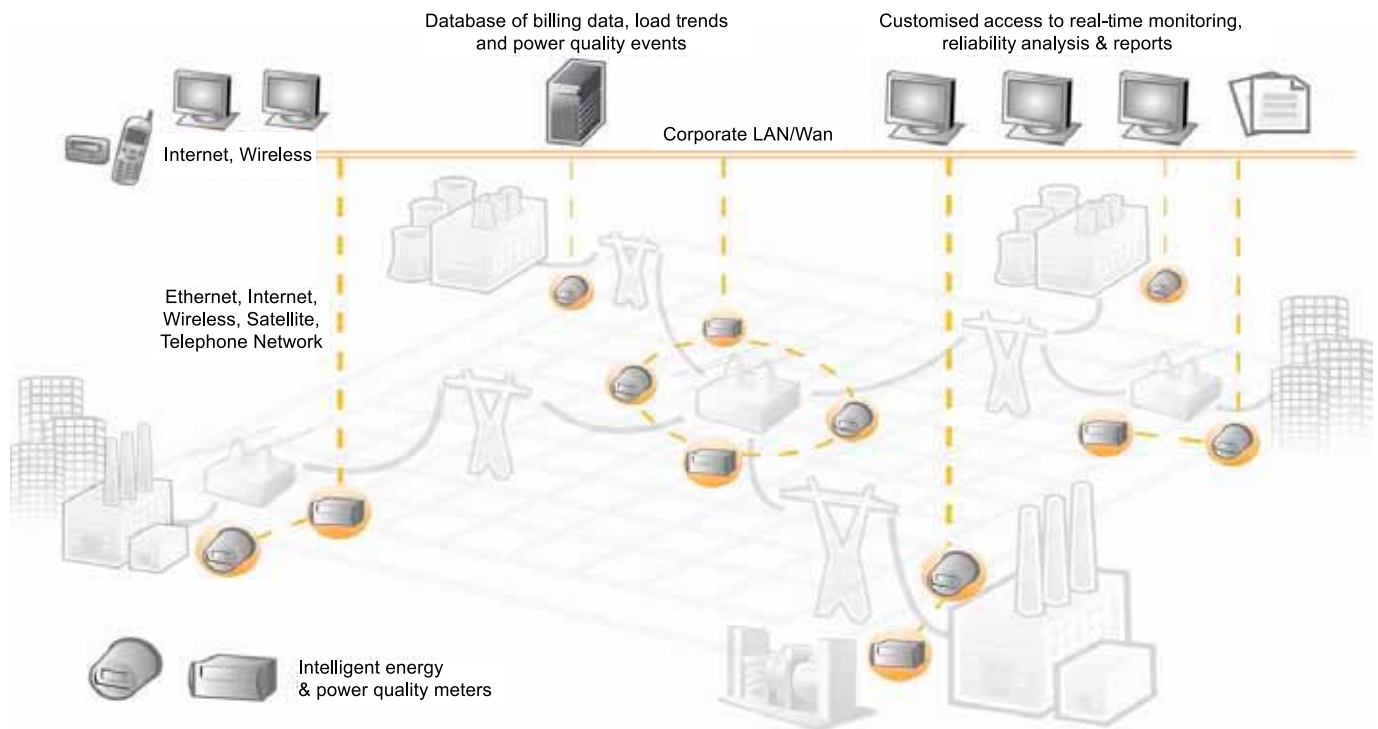 Database of billing data, load trends
and power quality events
Customised access to real-time monitoring,
reliability analysis & reports
Corporate LAN/Wan
Internet, Wireless
Ethernet, Internet,
Wireless, Satellite,
Telephone Network
Intelligent energy
& power quality meters